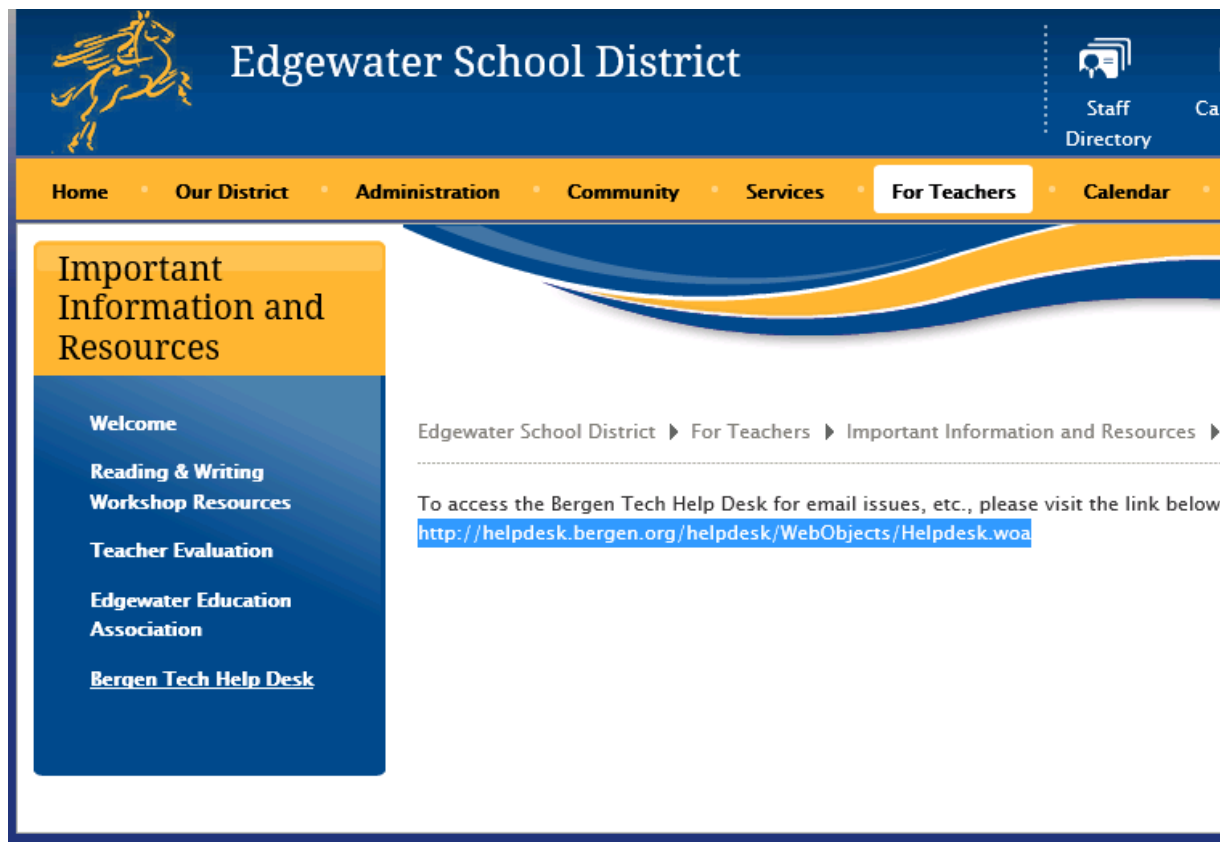 Edgewater School District
Staff
Directory
Home
Our District
Administration
Community
Services
For Teachers
Calendar
Important
Information and
Resources
Welcome
Reading & Writing
Workshop Resources
Teacher Evaluation
Edgewater Education
Association
Bergen Tech Help Desk
Edgewater School District For Teachers Important Information and Resources
To access the Bergen Tech Help Desk for email issues, etc., please visit the link below
http://helpdesk.bergen.org/helpdesk/WebObjects/Helpdesk.woa